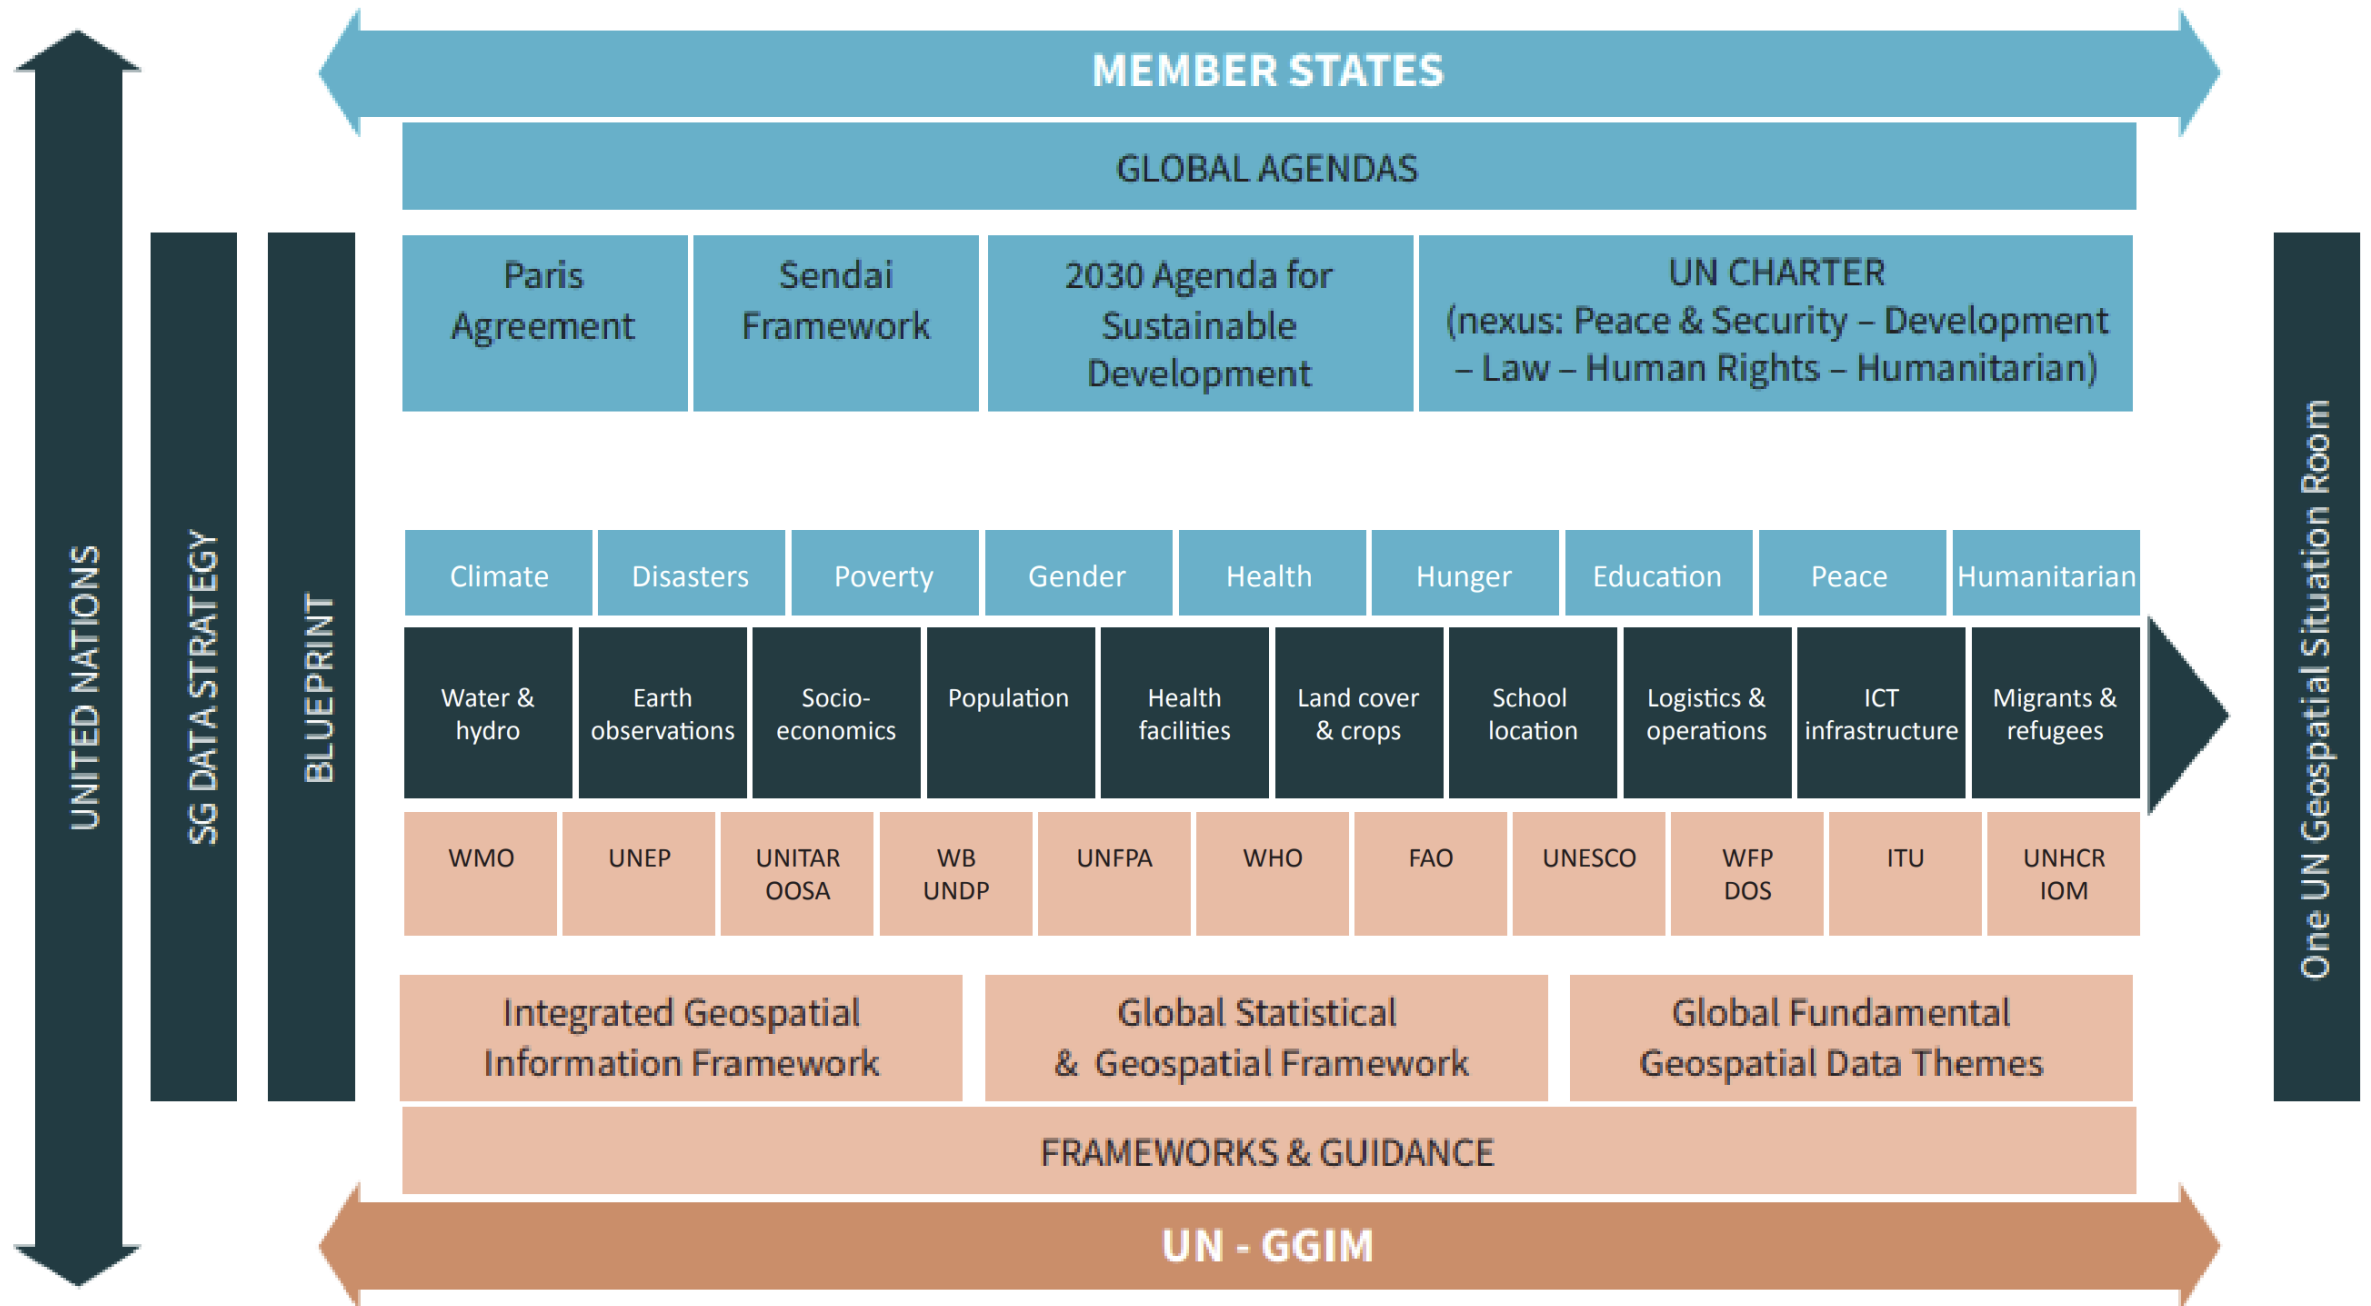 MEMBER STATES
GLOBAL AGENDAS
Paris
Agreement
Sendai
Framework
2030 Agenda for
Sustainable
Development
UN CHARTER
(nexus: Peace & Security – Development
– Law – Human Rights – Humanitarian)
UNITED NATIONS
SG DATA STRATEGY
BLUEPRINT
Climate
Disasters
Poverty
Gender
Health
Hunger
Education
Peace
Humanitarian
Water &
hydro
Earth
observations
Socio-
economics
Population
Health
facilities
Land cover
& crops
School
location
Logistics &
operations
ICT
infrastructure
Migrants &
refugees
WMO
UNEP
UNITAR
OOSA
WB
UNDP
UNFPA
WHO
FAO
UNESCO
WFP
DOS
ITU
UNHCR
IOM
One UN Geospatial Situation Room
Integrated Geospatial
Information Framework
Global Statistical
& Geospatial Framework
Global Fundamental
Geospatial Data Themes
FRAMEWORKS & GUIDANCE
UN - GGIM